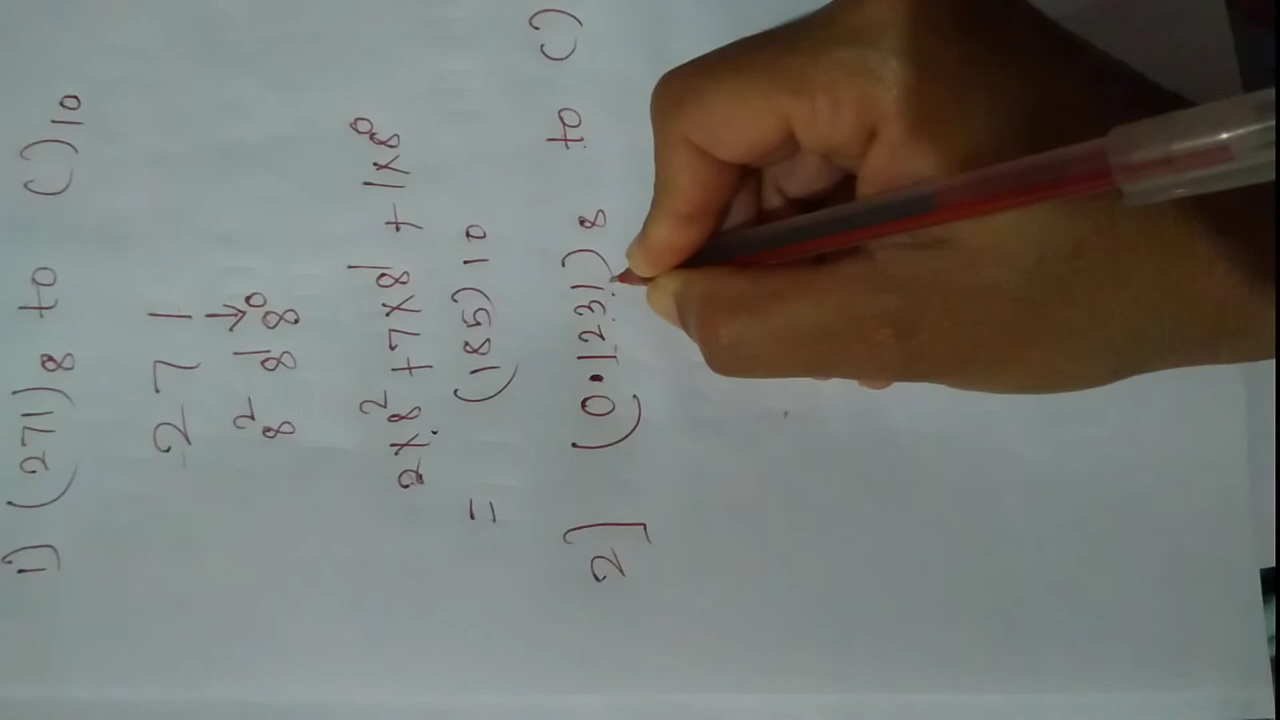 1) (271)8 to ( )10
2 7 1
↓
8² 8¹ 8⁰
2×8² + 7×8¹ + 1×8⁰
= (185)10
2) (0.1231)8 to ( )